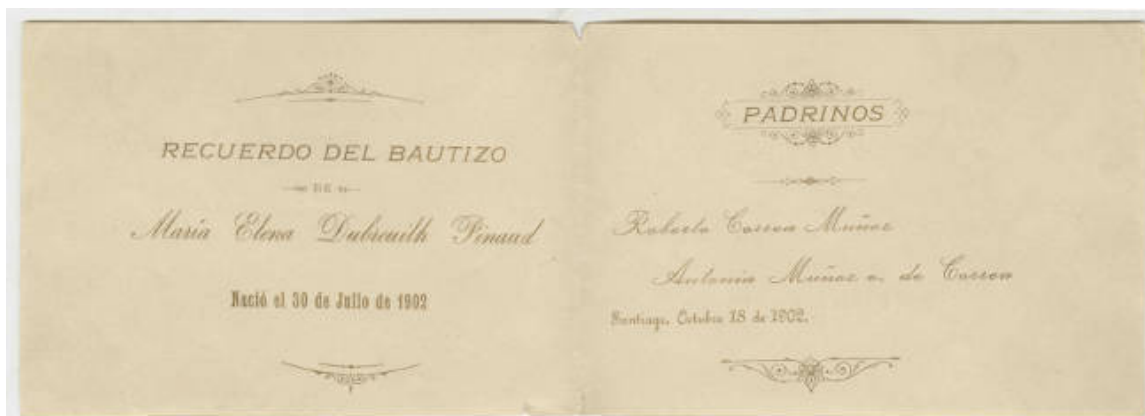 RECUERDO DEL BAUTIZO
DE
María Elena Dubreuilh Pinaud
Nació el 30 de Julio de 1902
PADRINOS
Roberto Correa Muñoz
Antonia Muñoz v. de Correa
Santiago, Octubre 18 de 1902.